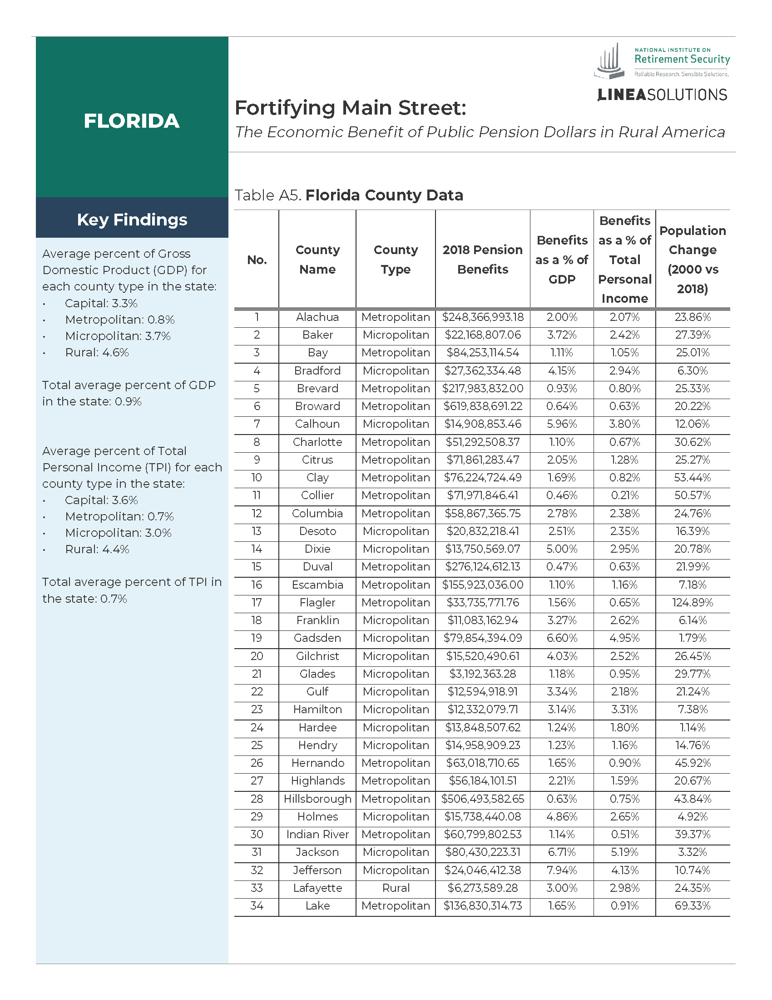 FLORIDA
NATIONAL INSTITUTE ON
Retirement Security
Reliable Research. Sensible Solutions.
LINEASOLUTIONS
Fortifying Main Street:
The Economic Benefit of Public Pension Dollars in Rural America
Key Findings
Average percent of Gross
Domestic Product (GDP) for
each county type in the state:
• Capital: 3.3%
• Metropolitan: 0.8%
• Micropolitan: 3.7%
• Rural: 4.6%
Total average percent of GDP
in the state: 0.9%
Average percent of Total
Personal Income (TPI) for each
county type in the state:
• Capital: 3.6%
• Metropolitan: 0.7%
• Micropolitan: 3.0%
• Rural: 4.4%
Total average percent of TPI in
the state: 0.7%
Table A5. Florida County Data
No. County Name County Type 2018 Pension Benefits Benefits as a % of GDP Benefits as a % of Total Personal Income Population Change (2000 vs 2018)
1 Alachua Metropolitan $248,366,993.18 2.00% 2.07% 23.86%
2 Baker Micropolitan $22,168,807.06 3.72% 2.42% 27.39%
3 Bay Metropolitan $84,253,114.54 1.11% 1.05% 25.01%
4 Bradford Micropolitan $27,362,334.48 4.15% 2.94% 6.30%
5 Brevard Metropolitan $217,983,832.00 0.93% 0.80% 25.33%
6 Broward Metropolitan $619,838,691.22 0.64% 0.63% 20.22%
7 Calhoun Micropolitan $14,908,853.46 5.96% 3.80% 12.06%
8 Charlotte Metropolitan $51,292,508.37 1.10% 0.67% 30.62%
9 Citrus Metropolitan $71,861,283.47 2.05% 1.28% 25.27%
10 Clay Metropolitan $76,224,724.49 1.69% 0.82% 53.44%
11 Collier Metropolitan $71,971,846.41 0.46% 0.21% 50.57%
12 Columbia Metropolitan $58,867,365.75 2.78% 2.38% 24.76%
13 Desoto Micropolitan $20,832,218.41 2.51% 2.35% 16.39%
14 Dixie Micropolitan $13,750,569.07 5.00% 2.95% 20.78%
15 Duval Metropolitan $276,124,612.13 0.47% 0.63% 21.99%
16 Escambia Metropolitan $155,923,036.00 1.10% 1.16% 7.18%
17 Flagler Metropolitan $33,735,771.76 1.56% 0.65% 124.89%
18 Franklin Micropolitan $11,083,162.94 3.27% 2.62% 6.14%
19 Gadsden Micropolitan $79,854,394.09 6.60% 4.95% 1.79%
20 Gilchrist Micropolitan $15,520,490.61 4.03% 2.52% 26.45%
21 Glades Micropolitan $3,192,363.28 1.18% 0.95% 29.77%
22 Gulf Micropolitan $12,594,918.91 3.34% 2.18% 21.24%
23 Hamilton Micropolitan $12,332,079.71 3.14% 3.31% 7.38%
24 Hardee Micropolitan $13,848,507.62 1.24% 1.80% 1.14%
25 Hendry Micropolitan $14,958,909.23 1.23% 1.16% 14.76%
26 Hernando Metropolitan $63,018,710.65 1.65% 0.90% 45.92%
27 Highlands Metropolitan $56,184,101.51 2.21% 1.59% 20.67%
28 Hillsborough Metropolitan $506,493,582.65 0.63% 0.75% 43.84%
29 Holmes Micropolitan $15,738,440.08 4.86% 2.65% 4.92%
30 Indian River Metropolitan $60,799,802.53 1.14% 0.51% 39.37%
31 Jackson Micropolitan $80,430,223.31 6.71% 5.19% 3.32%
32 Jefferson Micropolitan $24,046,412.38 7.94% 4.13% 10.74%
33 Lafayette Rural $6,273,589.28 3.00% 2.98% 24.35%
34 Lake Metropolitan $136,830,314.73 1.65% 0.91% 69.33%